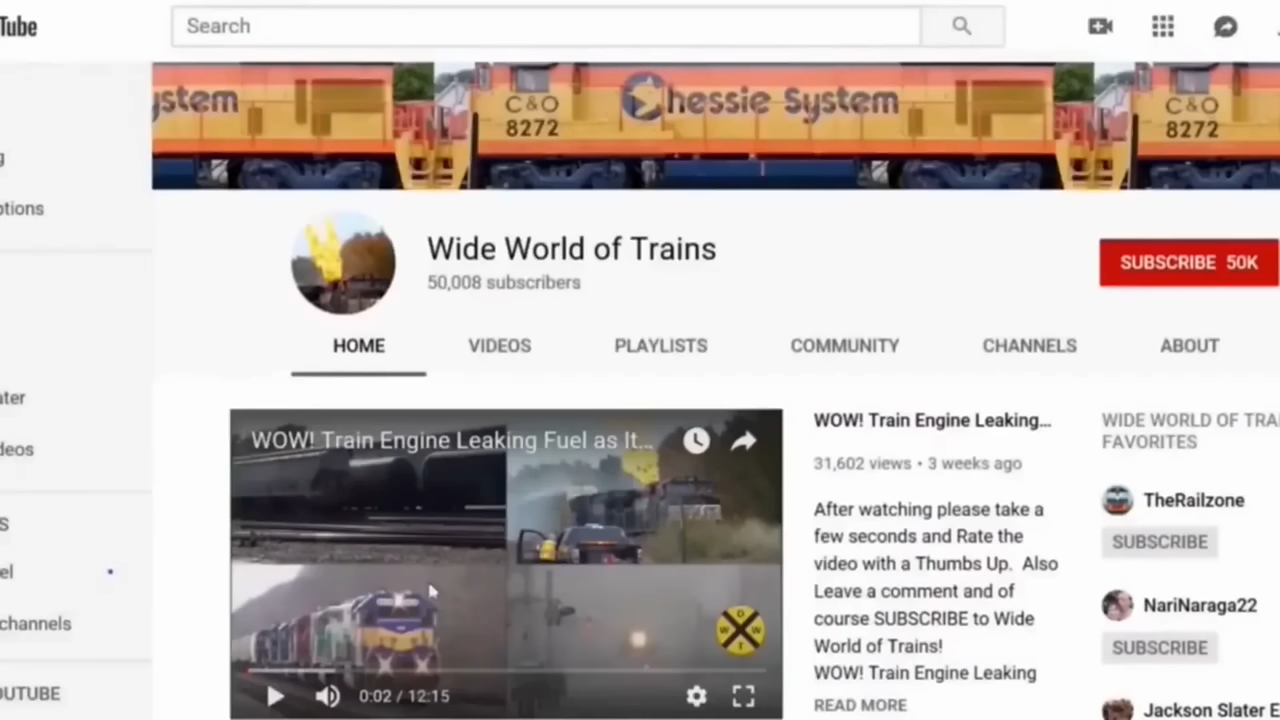 Tube
Search
ystem
C&O
8272
Chessie System
C&O
8272
Wide World of Trains
50,008 subscribers
SUBSCRIBE 50K
HOME
VIDEOS
PLAYLISTS
COMMUNITY
CHANNELS
ABOUT
WOW! Train Engine Leaking Fuel as It...
0:02 / 12:15
WOW! Train Engine Leaking...
31,602 views • 3 weeks ago
After watching please take a
few seconds and Rate the
video with a Thumbs Up. Also
Leave a comment and of
course SUBSCRIBE to Wide
World of Trains!
WOW! Train Engine Leaking
READ MORE
WIDE WORLD OF TRAI
FAVORITES
TheRailzone
SUBSCRIBE
NariNaraga22
SUBSCRIBE
Jackson Slater E
g
ptions
ater
deos
S
el
channels
OUTUBE